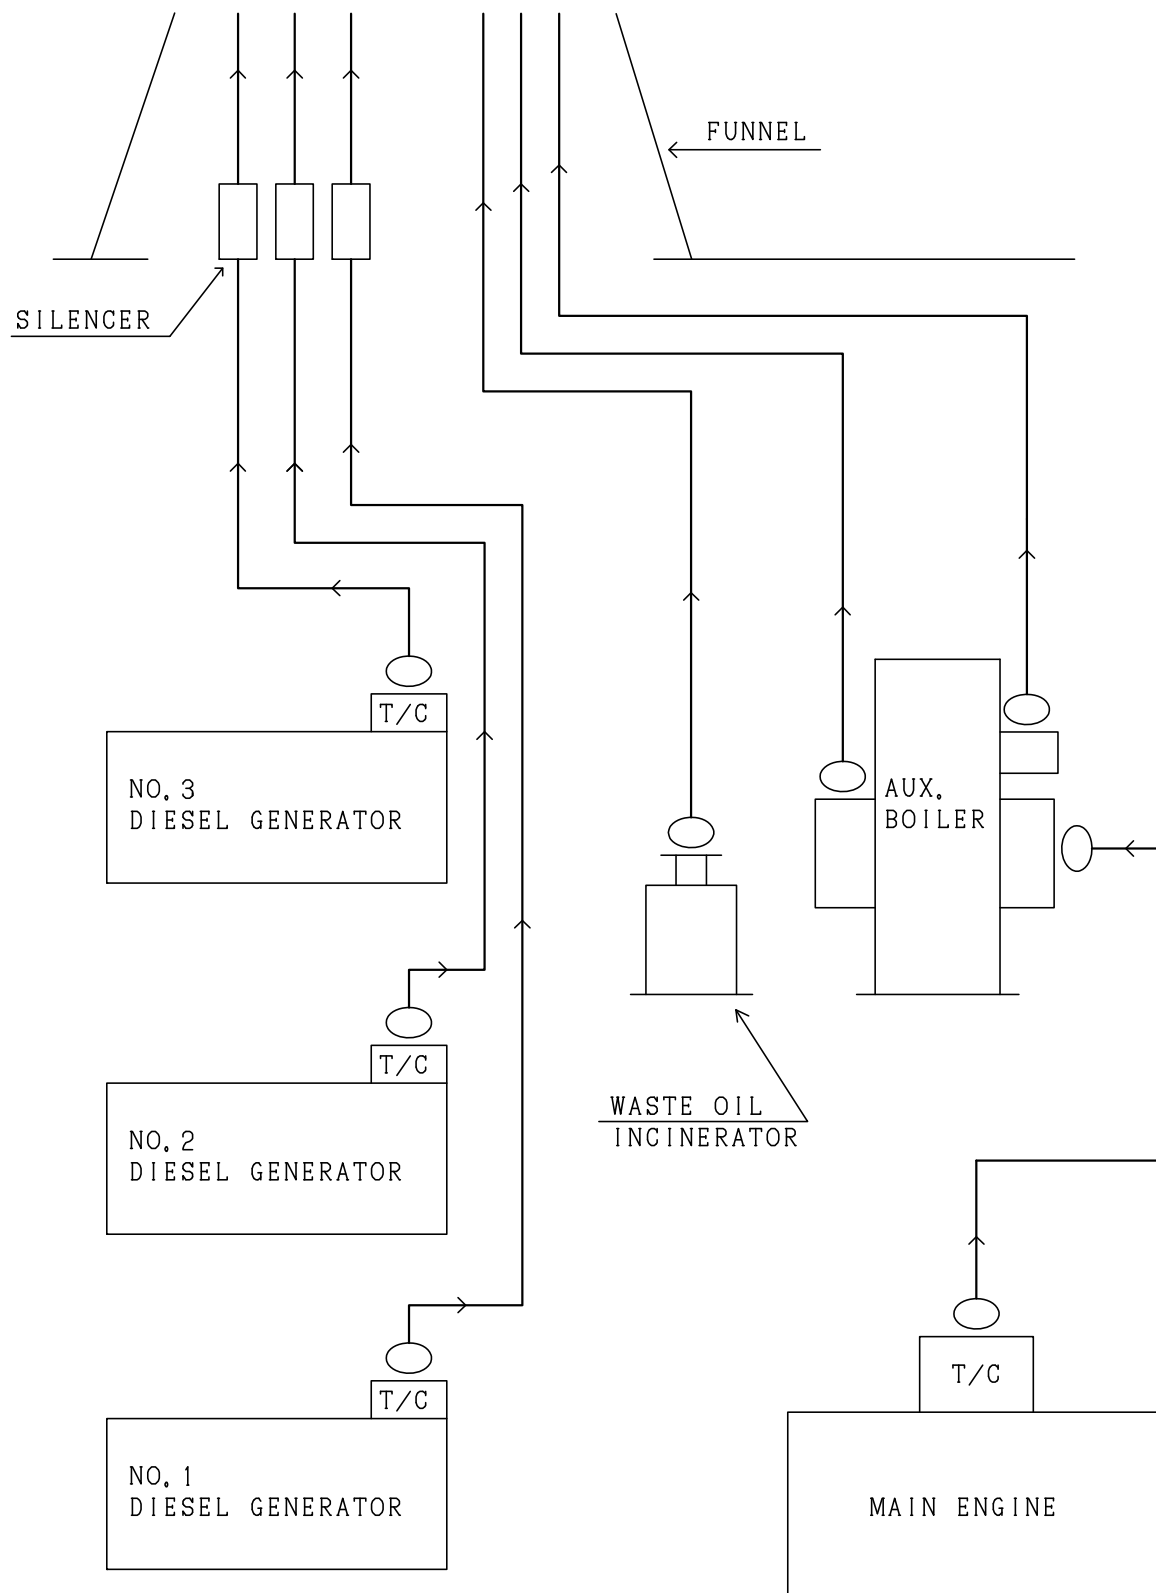 FUNNEL
SILENCER
T/C
NO. 3
DIESEL GENERATOR
AUX.
BOILER
T/C
NO. 2
DIESEL GENERATOR
WASTE OIL
INCINERATOR
T/C
NO. 1
DIESEL GENERATOR
T/C
MAIN ENGINE